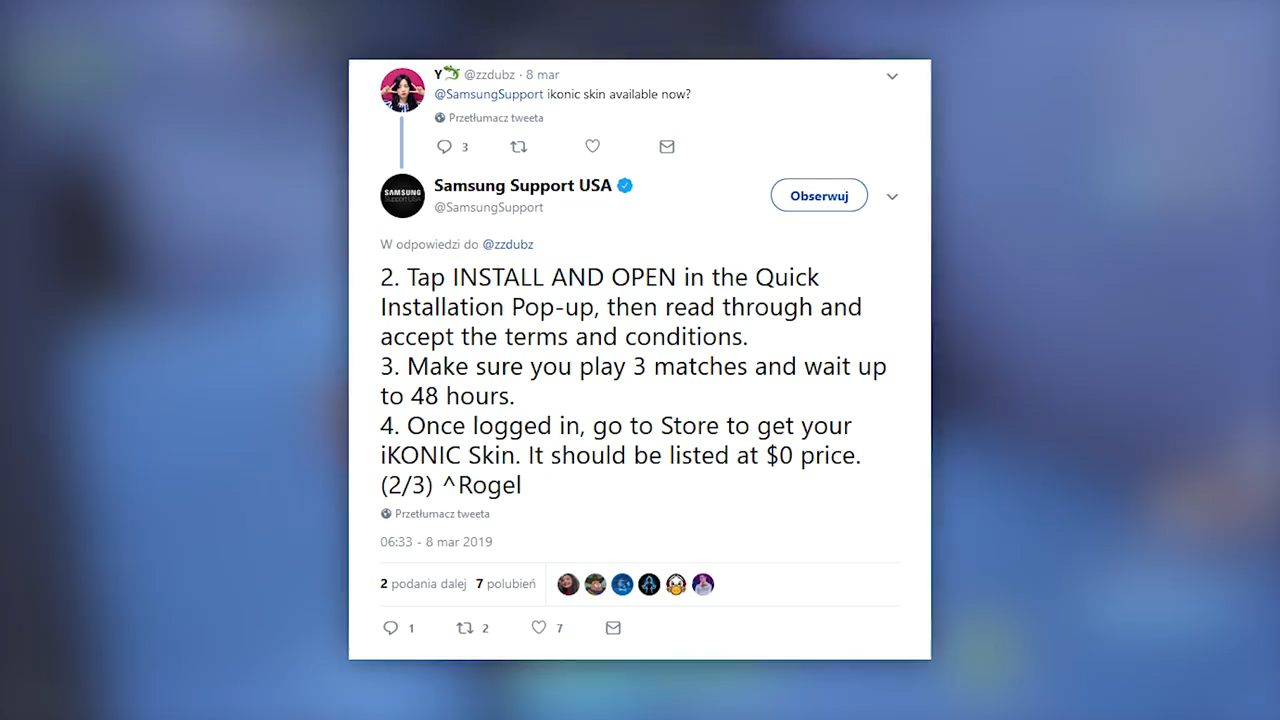 Y @zzdubz · 8 mar
@SamsungSupport ikonic skin available now?
Przetłumacz tweeta
3
SAMSUNG
Support USA
Samsung Support USA
@SamsungSupport
Obserwuj
W odpowiedzi do @zzdubz
2. Tap INSTALL AND OPEN in the Quick
Installation Pop-up, then read through and
accept the terms and conditions.
3. Make sure you play 3 matches and wait up
to 48 hours.
4. Once logged in, go to Store to get your
iKONIC Skin. It should be listed at $0 price.
(2/3) ^Rogel
Przetłumacz tweeta
06:33 - 8 mar 2019
2 podania dalej 7 polubień
1 2 7